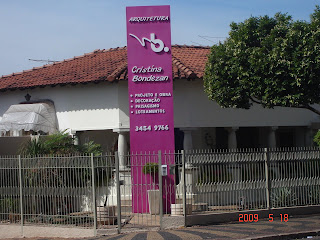 ARQUITETURA
b.
Cristina
Bondezan
• PROJETO E OBRA
• DECORAÇÃO
• PAISAGISMO
• LOTEAMENTOS
3454 9766
2009 5 18